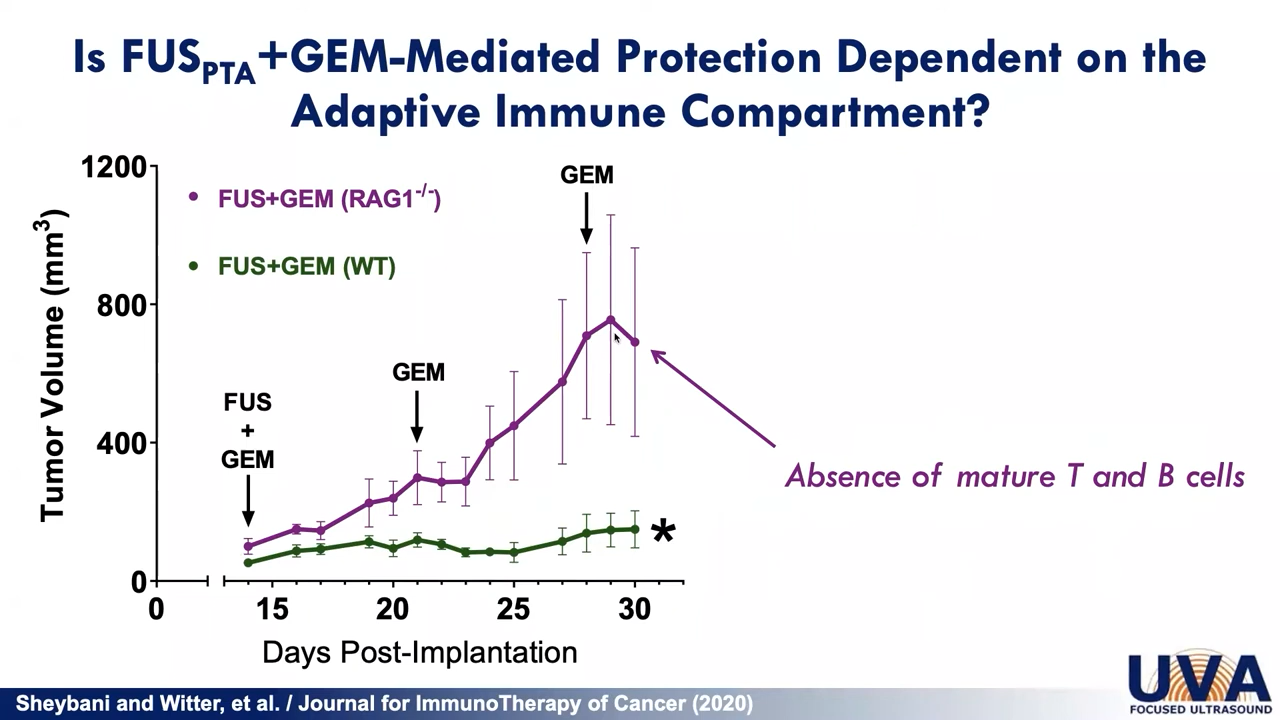 Is FUSPTA+GEM-Mediated Protection Dependent on the
Adaptive Immune Compartment?
1200
800
400
0
Tumor Volume (mm3)
FUS+GEM (RAG1-/-)
FUS+GEM (WT)
FUS
+
GEM
GEM
GEM
*
Absence of mature T and B cells
0 15 20 25 30
Days Post-Implantation
Sheybani and Witter, et al. / Journal for ImmunoTherapy of Cancer (2020)
UVA
FOCUSED ULTRASOUND